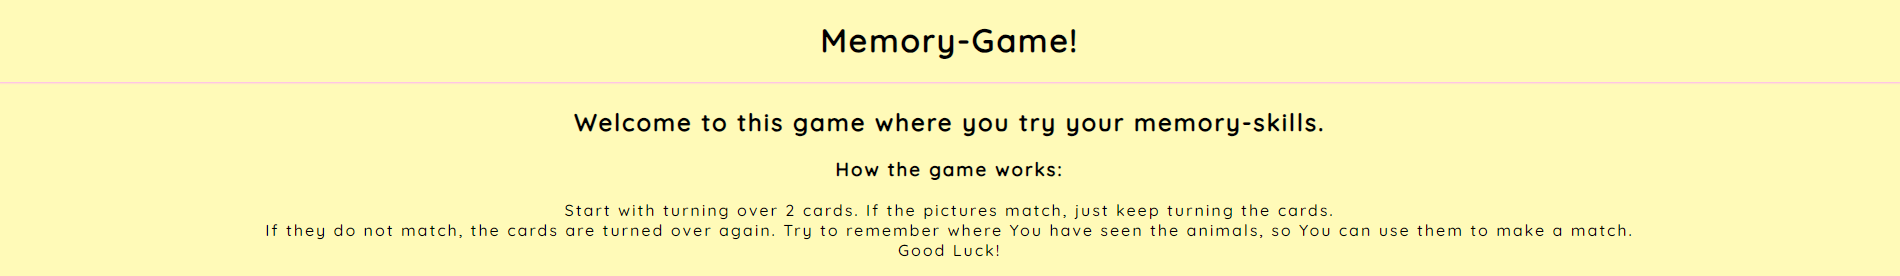 Memory-Game!
Welcome to this game where you try your memory-skills.
How the game works:
Start with turning over 2 cards. If the pictures match, just keep turning the cards.
If they do not match, the cards are turned over again. Try to remember where You have seen the animals, so You can use them to make a match.
Good Luck!